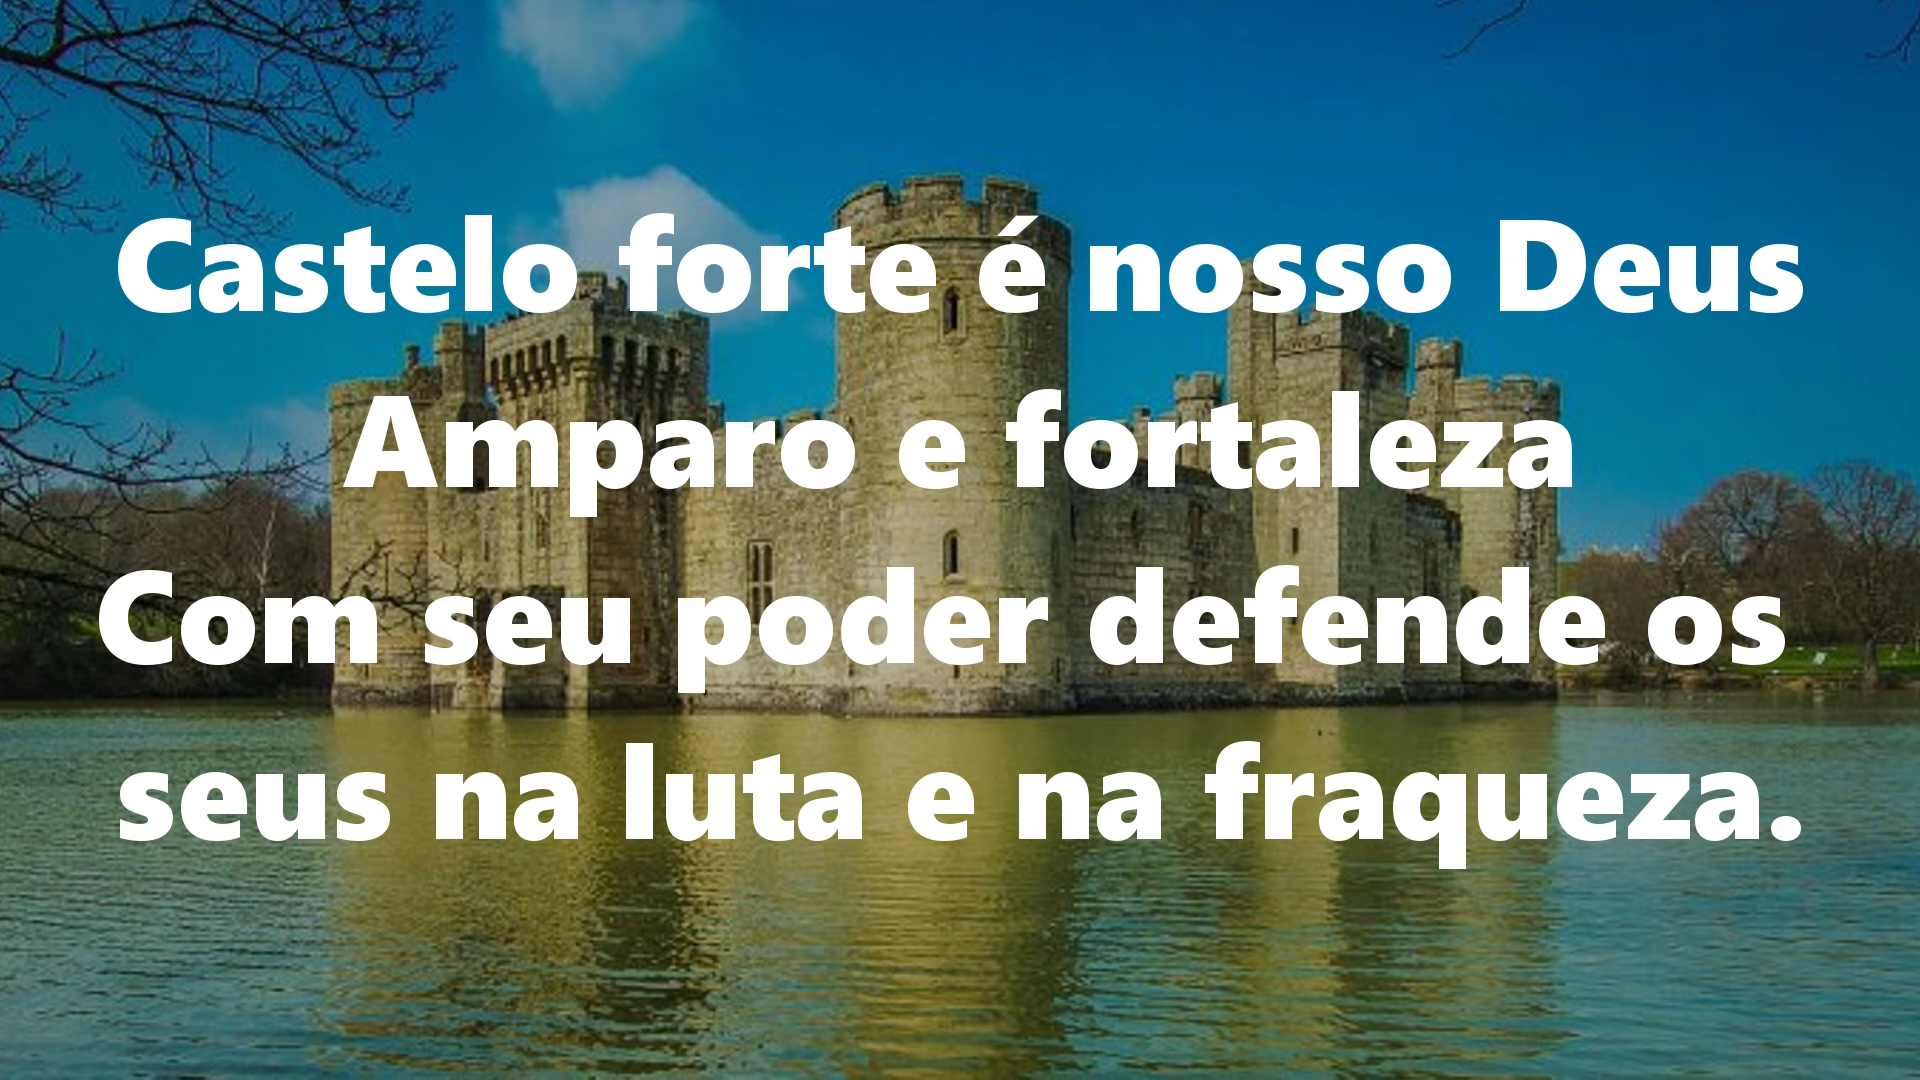 Castelo forte é nosso Deus
Amparo e fortaleza
Com seu poder defende os
seus na luta e na fraqueza.